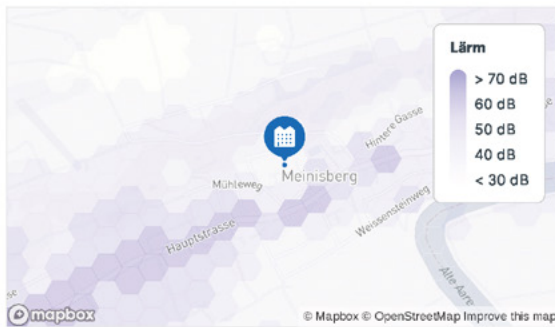 Lärm
> 70 dB
60 dB
50 dB
40 dB
< 30 dB
Hintere Gasse
Mühleweg
Meinisberg
Weissensteinweg
Hauptstrasse
Alte Aare
mapbox
© Mapbox © OpenStreetMap Improve this map